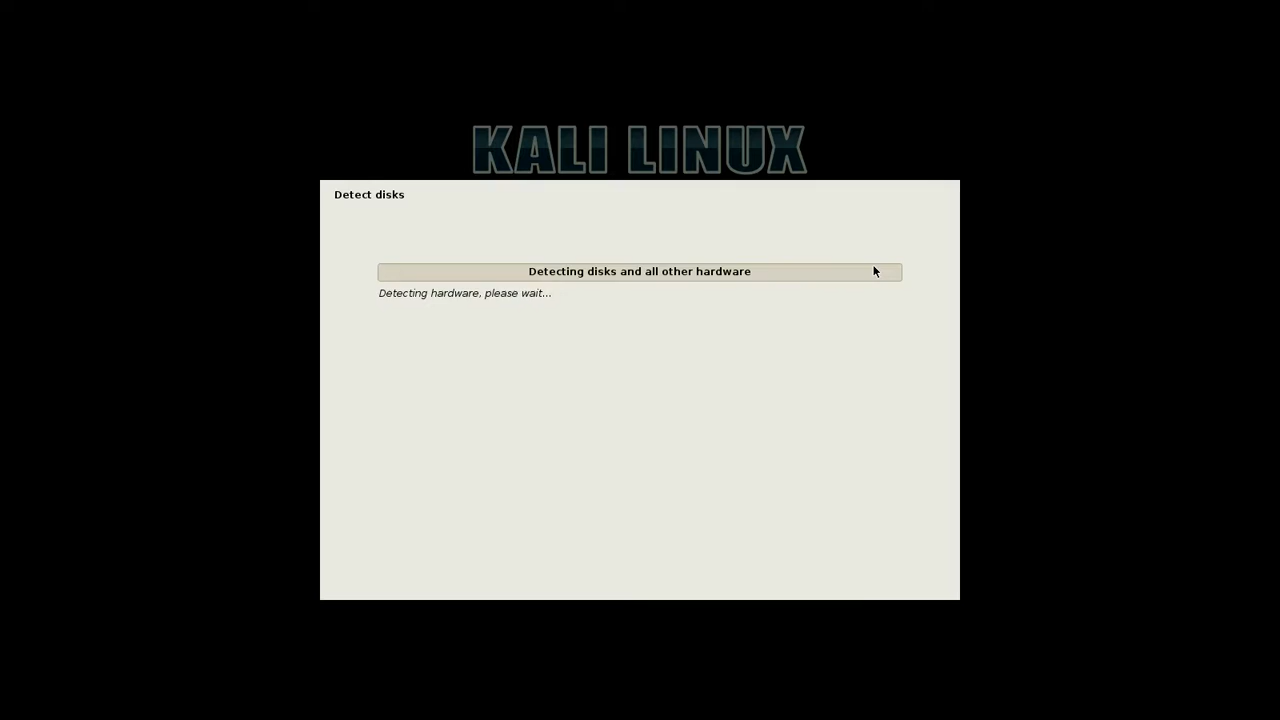 KALI LINUX
Detect disks
Detecting disks and all other hardware
Detecting hardware, please wait...